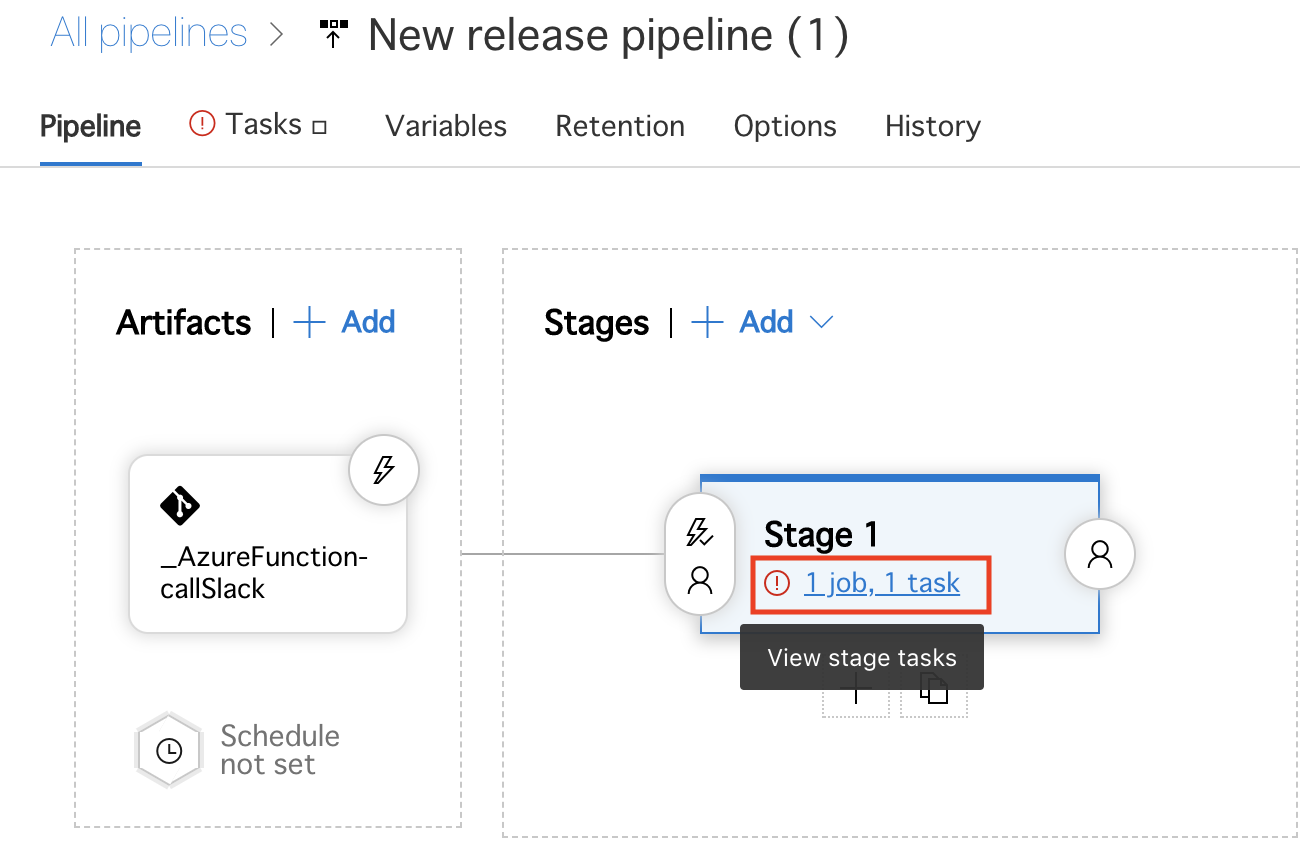 All pipelines > New release pipeline (1)
Pipeline Tasks Variables Retention Options History
Artifacts | + Add
Stages | + Add
_AzureFunction-
callSlack
Stage 1
1 job, 1 task
View stage tasks
Schedule
not set